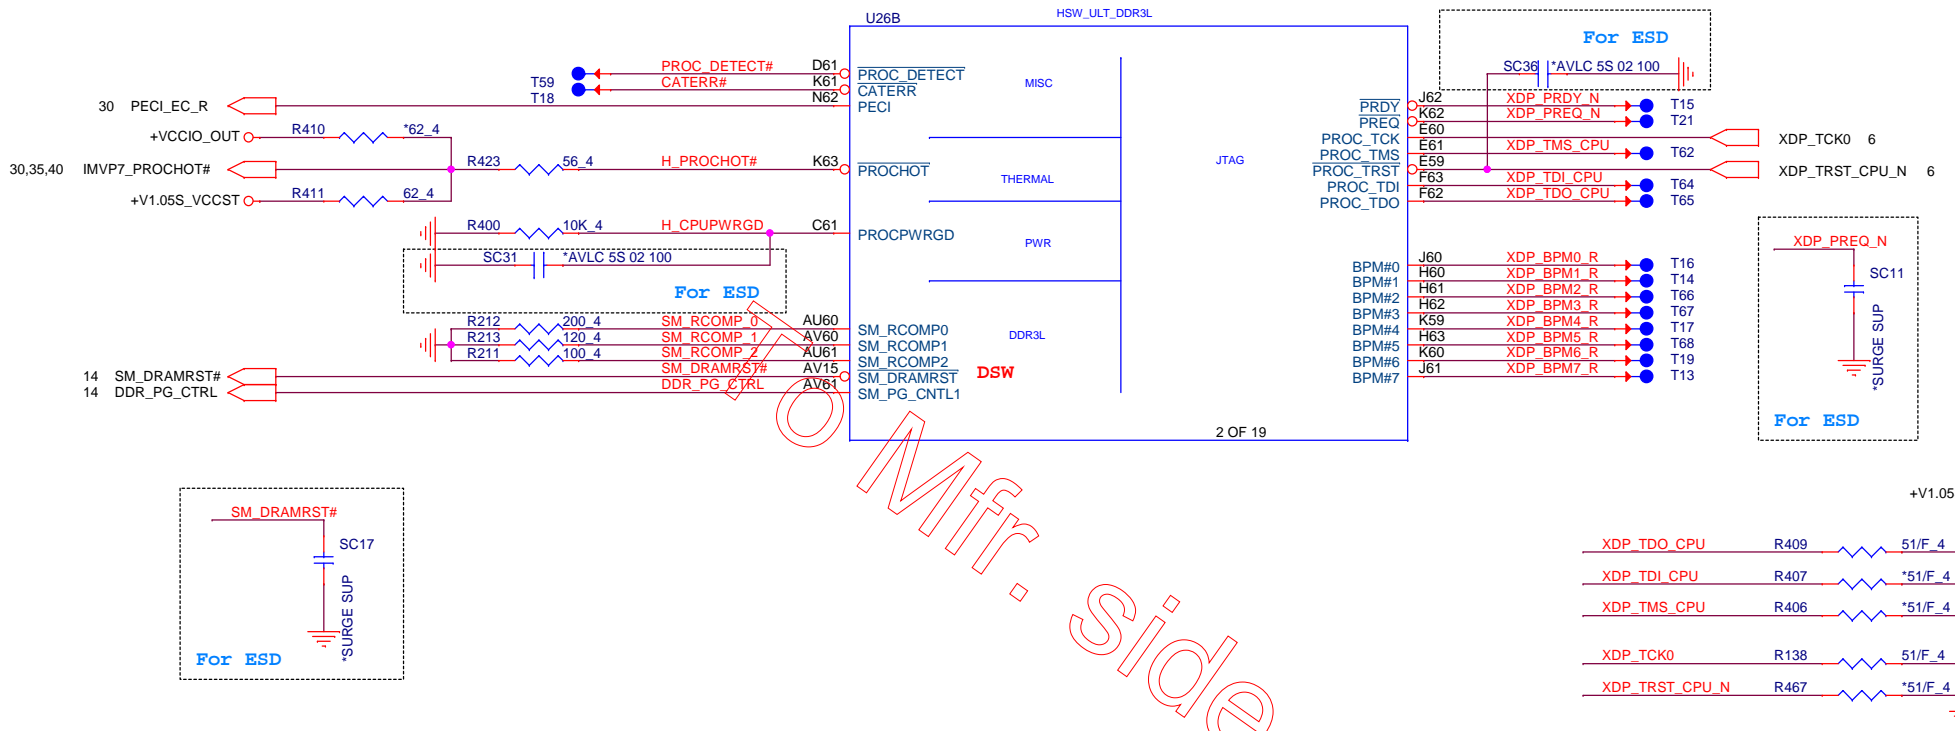 U26B
HSW_ULT_DDR3L
PROC_DETECT# D61 PROC_DETECT
T59 CATERR# K61 CATERR
T18 N62 PECI
30 PECI_EC_R
+VCCIO_OUT R410 *62_4
30,35,40 IMVP7_PROCHOT# R423 56_4 H_PROCHOT# K63 PROCHOT
+V1.05S_VCCST R411 62_4
R400 10K_4 H_CPUPWRGD C61 PROCPWRGD
SC31 *AVLC 5S 02 100
For ESD
R212 200_4 SM_RCOMP_0 AU60 SM_RCOMP0
R213 120_4 SM_RCOMP_1 AV60 SM_RCOMP1
R211 100_4 SM_RCOMP_2 AU61 SM_RCOMP2
14 SM_DRAMRST# SM_DRAMRST# AV15 SM_DRAMRST
14 DDR_PG_CTRL DDR_PG_CTRL AV61 SM_PG_CNTL1
MISC
THERMAL
PWR
DDR3L
DSW
JTAG
2 OF 19
For ESD
SC36 *AVLC 5S 02 100
PRDY J62 XDP_PRDY_N T15
PREQ K62 XDP_PREQ_N T21
PROC_TCK E60 XDP_TCK0 6
PROC_TMS E61 XDP_TMS_CPU T62
PROC_TRST E59 XDP_TRST_CPU_N 6
PROC_TDI F63 XDP_TDI_CPU T64
PROC_TDO F62 XDP_TDO_CPU T65
BPM#0 J60 XDP_BPM0_R T16
BPM#1 H60 XDP_BPM1_R T14
BPM#2 H61 XDP_BPM2_R T66
BPM#3 H62 XDP_BPM3_R T67
BPM#4 K59 XDP_BPM4_R T17
BPM#5 H63 XDP_BPM5_R T68
BPM#6 K60 XDP_BPM6_R T19
BPM#7 J61 XDP_BPM7_R T13
XDP_PREQ_N
SC11
*SURGE SUP
For ESD
SM_DRAMRST#
SC17
*SURGE SUP
For ESD
To Mfr. side
+V1.05
XDP_TDO_CPU R409 51/F_4
XDP_TDI_CPU R407 *51/F_4
XDP_TMS_CPU R406 *51/F_4
XDP_TCK0 R138 51/F_4
XDP_TRST_CPU_N R467 *51/F_4